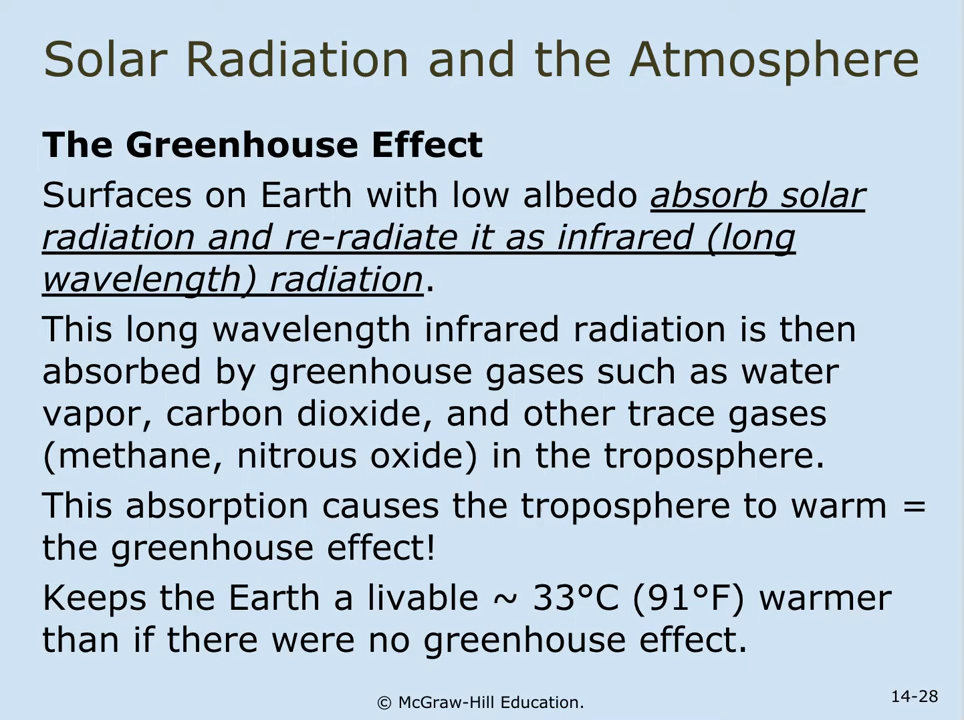 Solar Radiation and the Atmosphere
The Greenhouse Effect
Surfaces on Earth with low albedo absorb solar
radiation and re-radiate it as infrared (long
wavelength) radiation.
This long wavelength infrared radiation is then
absorbed by greenhouse gases such as water
vapor, carbon dioxide, and other trace gases
(methane, nitrous oxide) in the troposphere.
This absorption causes the troposphere to warm =
the greenhouse effect!
Keeps the Earth a livable ~ 33°C (91°F) warmer
than if there were no greenhouse effect.
© McGraw-Hill Education.
14-28